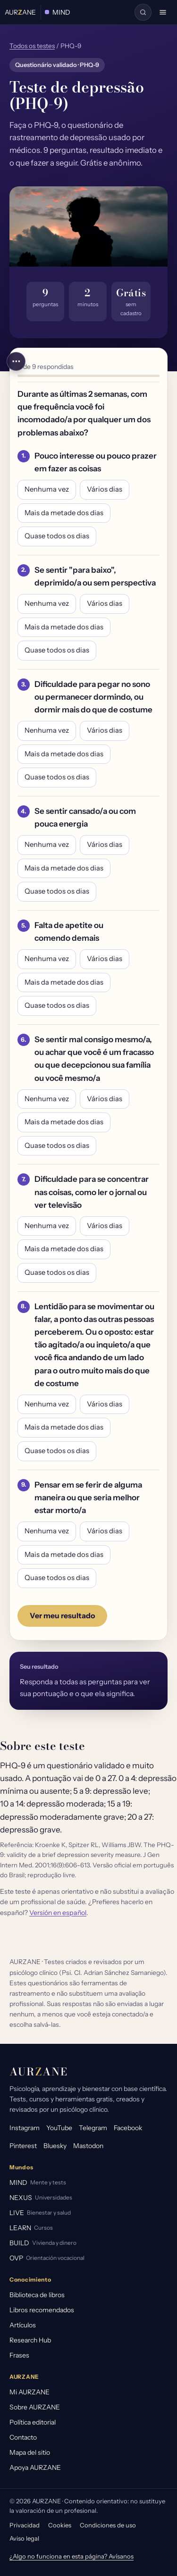 AURZANE MIND
Todos os testes / PHQ-9
Questionário validado · PHQ-9
Teste de depressão
(PHQ-9)
Faça o PHQ-9, o questionário de
rastreio de depressão mais usado por
médicos. 9 perguntas, resultado imediato e
o que fazer a seguir. Grátis e anônimo.
9
perguntas
2
minutos
Grátis
sem
cadastro
de 9 respondidas
Durante as últimas 2 semanas, com
que frequência você foi
incomodado/a por qualquer um dos
problemas abaixo?
1. Pouco interesse ou pouco prazer
em fazer as coisas
Nenhuma vez Vários dias
Mais da metade dos dias
Quase todos os dias
2. Se sentir "para baixo",
deprimido/a ou sem perspectiva
Nenhuma vez Vários dias
Mais da metade dos dias
Quase todos os dias
3. Dificuldade para pegar no sono
ou permanecer dormindo, ou
dormir mais do que de costume
Nenhuma vez Vários dias
Mais da metade dos dias
Quase todos os dias
4. Se sentir cansado/a ou com
pouca energia
Nenhuma vez Vários dias
Mais da metade dos dias
Quase todos os dias
5. Falta de apetite ou
comendo demais
Nenhuma vez Vários dias
Mais da metade dos dias
Quase todos os dias
6. Se sentir mal consigo mesmo/a,
ou achar que você é um fracasso
ou que decepcionou sua família
ou você mesmo/a
Nenhuma vez Vários dias
Mais da metade dos dias
Quase todos os dias
7. Dificuldade para se concentrar
nas coisas, como ler o jornal ou
ver televisão
Nenhuma vez Vários dias
Mais da metade dos dias
Quase todos os dias
8. Lentidão para se movimentar ou
falar, a ponto das outras pessoas
perceberem. Ou o oposto: estar
tão agitado/a ou inquieto/a que
você fica andando de um lado
para o outro muito mais do que
de costume
Nenhuma vez Vários dias
Mais da metade dos dias
Quase todos os dias
9. Pensar em se ferir de alguma
maneira ou que seria melhor
estar morto/a
Nenhuma vez Vários dias
Mais da metade dos dias
Quase todos os dias
Ver meu resultado
Seu resultado
Responda a todas as perguntas para ver
sua pontuação e o que ela significa.
Sobre este teste
PHQ-9 é um questionário validado e muito
usado. A pontuação vai de 0 a 27. 0 a 4: depressão
mínima ou ausente; 5 a 9: depressão leve;
10 a 14: depressão moderada; 15 a 19:
depressão moderadamente grave; 20 a 27:
depressão grave.
Referência: Kroenke K, Spitzer RL, Williams JBW. The PHQ-
9: validity of a brief depression severity measure. J Gen
Intern Med. 2001;16(9):606-613. Versão oficial em português
do Brasil; reprodução livre.
Este teste é apenas orientativo e não substitui a avaliação
de um profissional de saúde. ¿Prefieres hacerlo en
español? Versión en español.
AURZANE · Testes criados e revisados por um
psicólogo clínico (Psi. Cl. Adrián Sánchez Samaniego).
Estes questionários são ferramentas de
rastreamento e não substituem uma avaliação
profissional. Suas respostas não são enviadas a lugar
nenhum, a menos que você esteja conectado/a e
escolha salvá-las.
AURZANE
Psicologia, aprendizaje y bienestar con base científica.
Tests, cursos y herramientas gratis, creados y
revisados por un psicólogo clínico.
Instagram YouTube Telegram Facebook
Pinterest Bluesky Mastodon
Mundos
MIND Mente y tests
NEXUS Universidades
LIVE Bienestar y salud
LEARN Cursos
BUILD Vivienda y dinero
OVP Orientación vocacional
Conocimiento
Biblioteca de libros
Libros recomendados
Artículos
Research Hub
Frases
AURZANE
Mi AURZANE
Sobre AURZANE
Política editorial
Contacto
Mapa del sitio
Apoya AURZANE
© 2026 AURZANE · Contenido orientativo: no sustituye
la valoración de un profesional.
Privacidad Cookies Condiciones de uso
Aviso legal
¿Algo no funciona en esta página? Avísanos